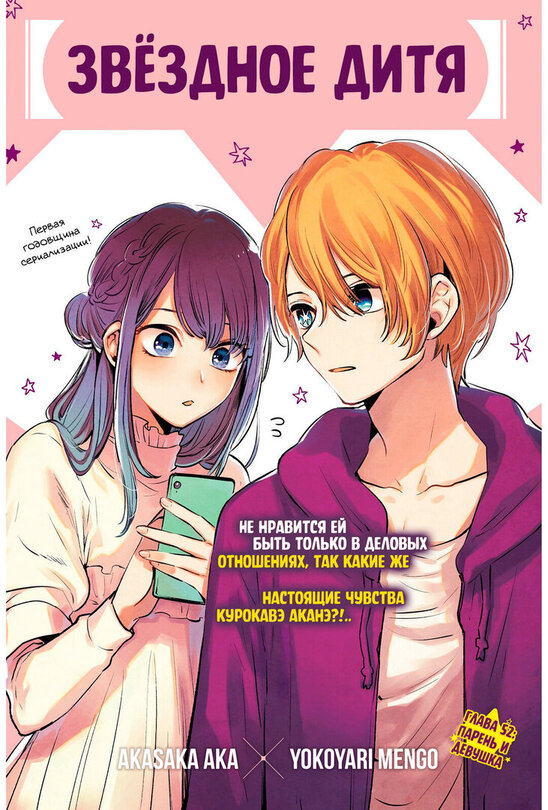 ЗВЁЗДНОЕ ДИТЯ
Первая
годовщина
сериализации!
НЕ НРАВИТСЯ ЕЙ
БЫТЬ ТОЛЬКО В ДЕЛОВЫХ
ОТНОШЕНИЯХ, ТАК КАКИЕ ЖЕ
НАСТОЯЩИЕ ЧУВСТВА
КУРОКАВЭ АКАНЭ?!..
ГЛАВА 52:
ПАРЕНЬ И
ДЕВУШКА
AKASAKA AKA × YOKOYARI MENGO